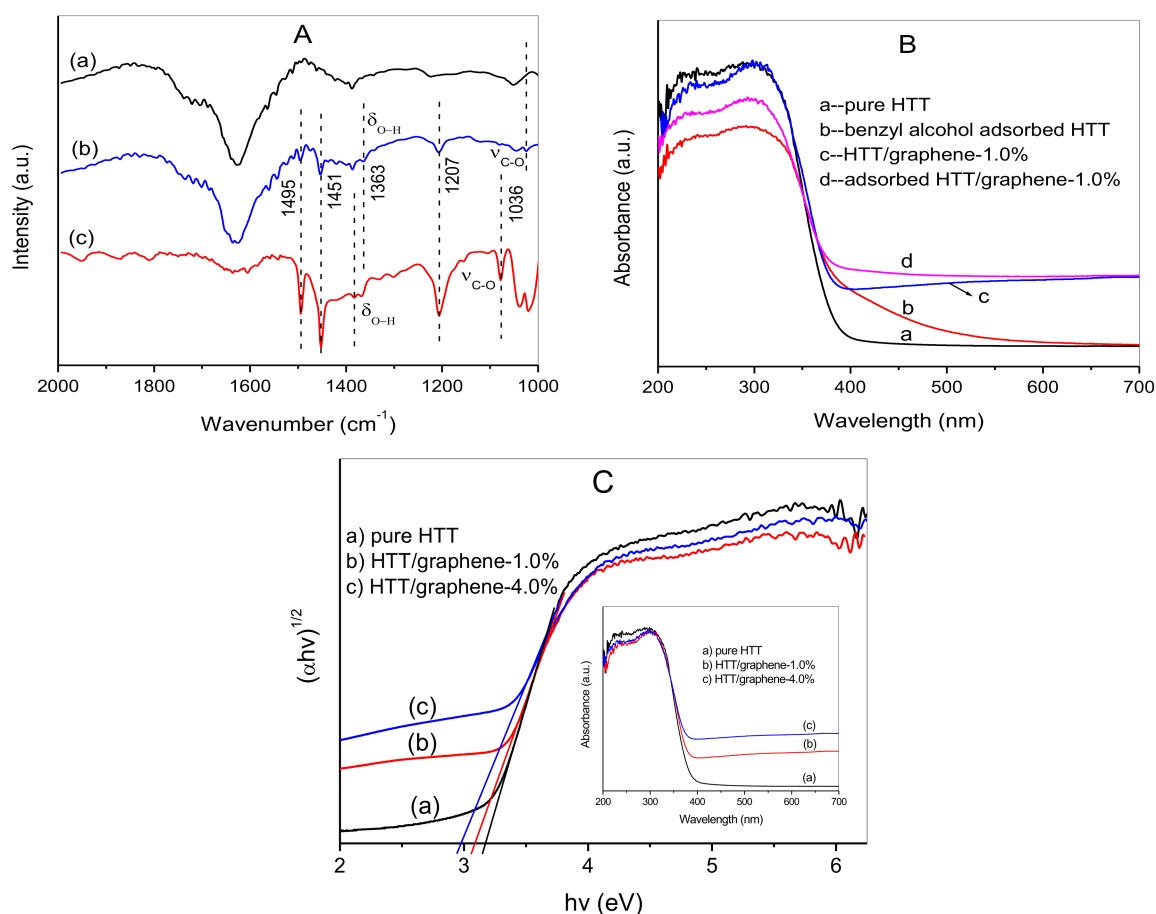 A
(a)
(b)
(c)
δO–H
νC-O
1495
1451
1363
1207
1036
νC-O
δO–H
Intensity (a.u.)
2000 1600 1400 1200 1000
Wavenumber (cm-1)
B
a--pure HTT
b--benzyl alcohol adsorbed HTT
c--HTT/graphene-1.0%
d--adsorbed HTT/graphene-1.0%
d
c
b
a
Absorbance (a.u.)
200 300 400 500 600 700
Wavelength (nm)
C
a) pure HTT
b) HTT/graphene-1.0%
c) HTT/graphene-4.0%
(c)
(b)
(a)
(αhν)1/2
2 3 4 5 6
hν (eV)
a) pure HTT
b) HTT/graphene-1.0%
c) HTT/graphene-4.0%
(c)
(b)
(a)
Absorbance (a.u.)
200 300 400 500 600 700
Wavelength (nm)